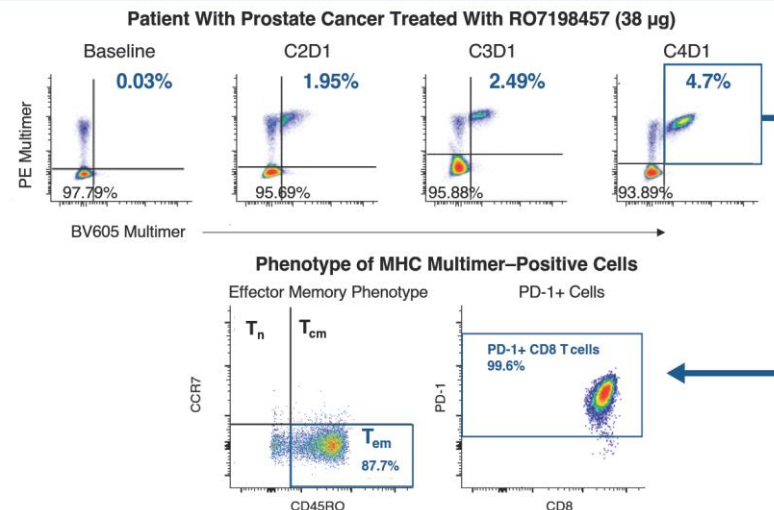 Patient With Prostate Cancer Treated With RO7198457 (38 µg)
Baseline
C2D1
C3D1
C4D1
0.03%
1.95%
2.49%
4.7%
PE Multimer
97.79%
95.69%
95.88%
93.89%
BV605 Multimer
Phenotype of MHC Multimer–Positive Cells
Effector Memory Phenotype
PD-1+ Cells
Tn
Tcm
PD-1+ CD8 T cells
99.6%
CCR7
PD-1
Tem
87.7%
CD45RO
CD8